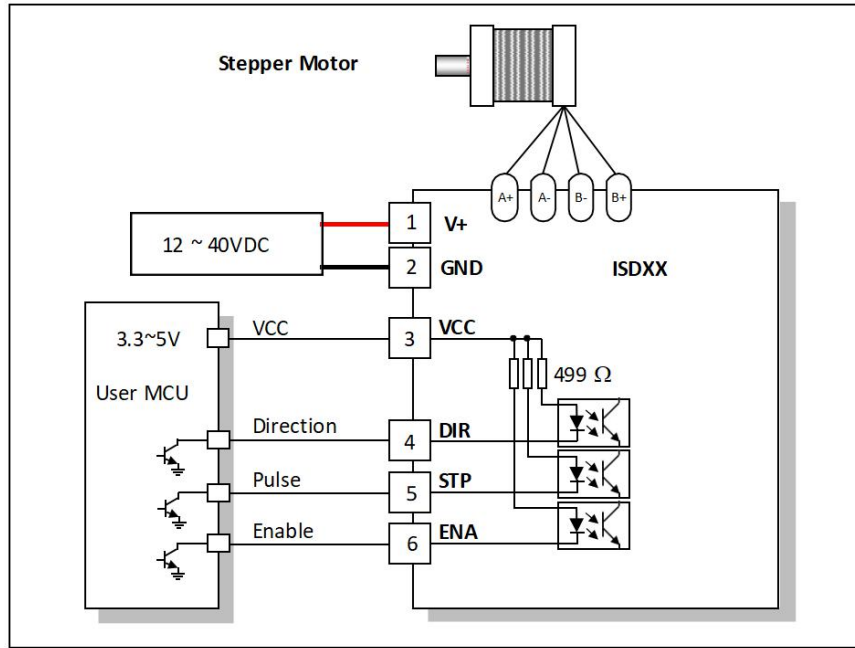 Stepper Motor
A+ A- B- B+
1 V+
12 ~ 40VDC
2 GND
ISDXX
3.3~5V
VCC
3
VCC
499 Ω
User MCU
Direction
4 DIR
Pulse
5 STP
Enable
6 ENA